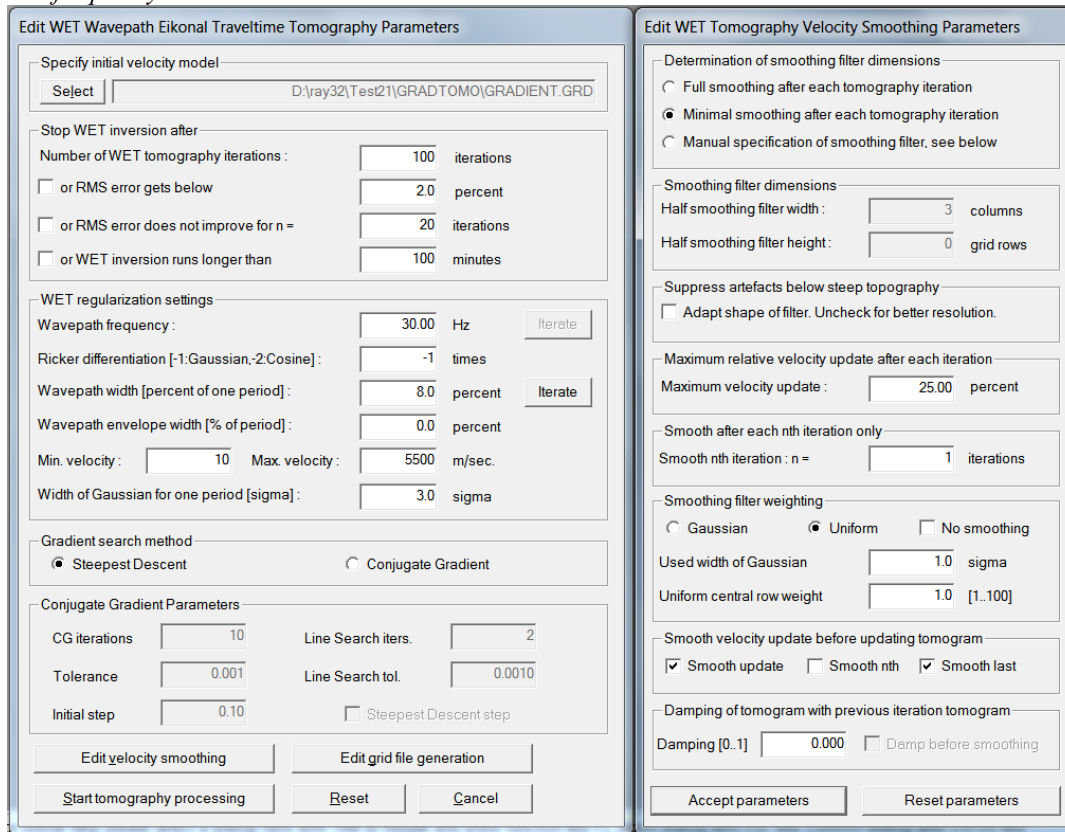 Edit WET Wavepath Eikonal Traveltime Tomography Parameters
Specify initial velocity model
Select D:\ray32\Test21\GRADTOMO\GRADIENT.GRD
Stop WET inversion after
Number of WET tomography iterations : 100 iterations
or RMS error gets below 2.0 percent
or RMS error does not improve for n = 20 iterations
or WET inversion runs longer than 100 minutes
WET regularization settings
Wavepath frequency : 30.00 Hz Iterate
Ricker differentiation [-1:Gaussian,-2:Cosine] : -1 times
Wavepath width [percent of one period] : 8.0 percent Iterate
Wavepath envelope width [% of period] : 0.0 percent
Min. velocity : 10 Max. velocity : 5500 m/sec.
Width of Gaussian for one period [sigma] : 3.0 sigma
Gradient search method
Steepest Descent Conjugate Gradient
Conjugate Gradient Parameters
CG iterations 10 Line Search iters. 2
Tolerance 0.001 Line Search tol. 0.0010
Initial step 0.10 Steepest Descent step
Edit velocity smoothing Edit grid file generation
Start tomography processing Reset Cancel
Edit WET Tomography Velocity Smoothing Parameters
Determination of smoothing filter dimensions
Full smoothing after each tomography iteration
Minimal smoothing after each tomography iteration
Manual specification of smoothing filter, see below
Smoothing filter dimensions
Half smoothing filter width : 3 columns
Half smoothing filter height : 0 grid rows
Suppress artefacts below steep topography
Adapt shape of filter. Uncheck for better resolution.
Maximum relative velocity update after each iteration
Maximum velocity update : 25.00 percent
Smooth after each nth iteration only
Smooth nth iteration : n = 1 iterations
Smoothing filter weighting
Gaussian Uniform No smoothing
Used width of Gaussian 1.0 sigma
Uniform central row weight 1.0 [1..100]
Smooth velocity update before updating tomogram
Smooth update Smooth nth Smooth last
Damping of tomogram with previous iteration tomogram
Damping [0..1] 0.000 Damp before smoothing
Accept parameters Reset parameters